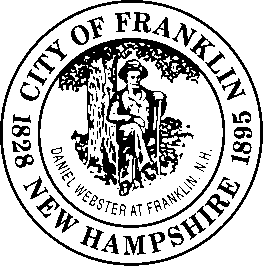 CITY OF FRANKLIN
1828 NEW HAMPSHIRE 1895
DANIEL WEBSTER AT FRANKLIN, N.H.